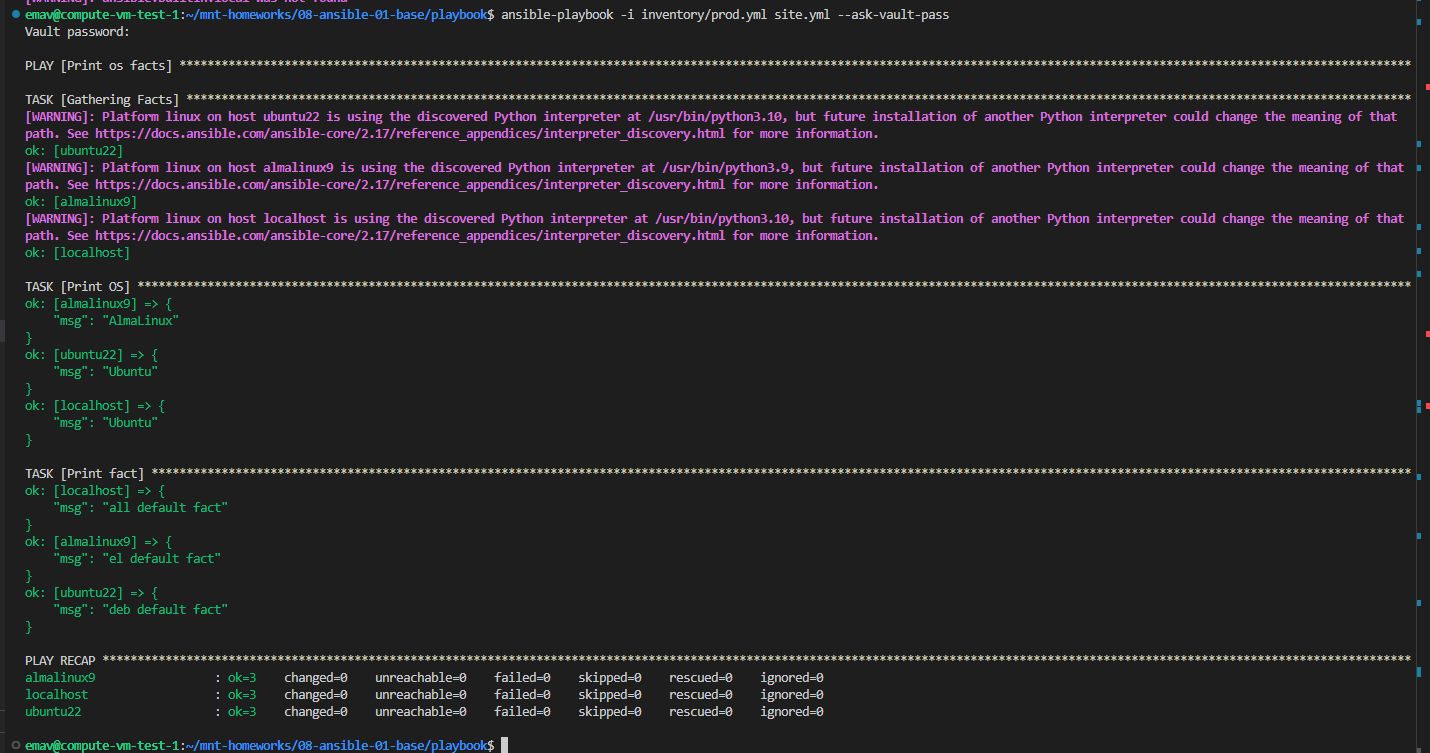 emav@compute-vm-test-1:~/mnt-homeworks/08-ansible-01-base/playbook$ ansible-playbook -i inventory/prod.yml site.yml --ask-vault-pass
Vault password:
PLAY [Print os facts] ****************************************************************************************************************************************************************************
TASK [Gathering Facts] ***************************************************************************************************************************************************************************
[WARNING]: Platform linux on host ubuntu22 is using the discovered Python interpreter at /usr/bin/python3.10, but future installation of another Python interpreter could change the meaning of that
path. See https://docs.ansible.com/ansible-core/2.17/reference_appendices/interpreter_discovery.html for more information.
ok: [ubuntu22]
[WARNING]: Platform linux on host almalinux9 is using the discovered Python interpreter at /usr/bin/python3.9, but future installation of another Python interpreter could change the meaning of that
path. See https://docs.ansible.com/ansible-core/2.17/reference_appendices/interpreter_discovery.html for more information.
ok: [almalinux9]
[WARNING]: Platform linux on host localhost is using the discovered Python interpreter at /usr/bin/python3.10, but future installation of another Python interpreter could change the meaning of that
path. See https://docs.ansible.com/ansible-core/2.17/reference_appendices/interpreter_discovery.html for more information.
ok: [localhost]
TASK [Print OS] **********************************************************************************************************************************************************************************
ok: [almalinux9] => {
    "msg": "AlmaLinux"
}
ok: [ubuntu22] => {
    "msg": "Ubuntu"
}
ok: [localhost] => {
    "msg": "Ubuntu"
}
TASK [Print fact] ********************************************************************************************************************************************************************************
ok: [localhost] => {
    "msg": "all default fact"
}
ok: [almalinux9] => {
    "msg": "el default fact"
}
ok: [ubuntu22] => {
    "msg": "deb default fact"
}
PLAY RECAP ***************************************************************************************************************************************************************************************
almalinux9                 : ok=3    changed=0    unreachable=0    failed=0    skipped=0    rescued=0    ignored=0
localhost                  : ok=3    changed=0    unreachable=0    failed=0    skipped=0    rescued=0    ignored=0
ubuntu22                   : ok=3    changed=0    unreachable=0    failed=0    skipped=0    rescued=0    ignored=0
emav@compute-vm-test-1:~/mnt-homeworks/08-ansible-01-base/playbook$